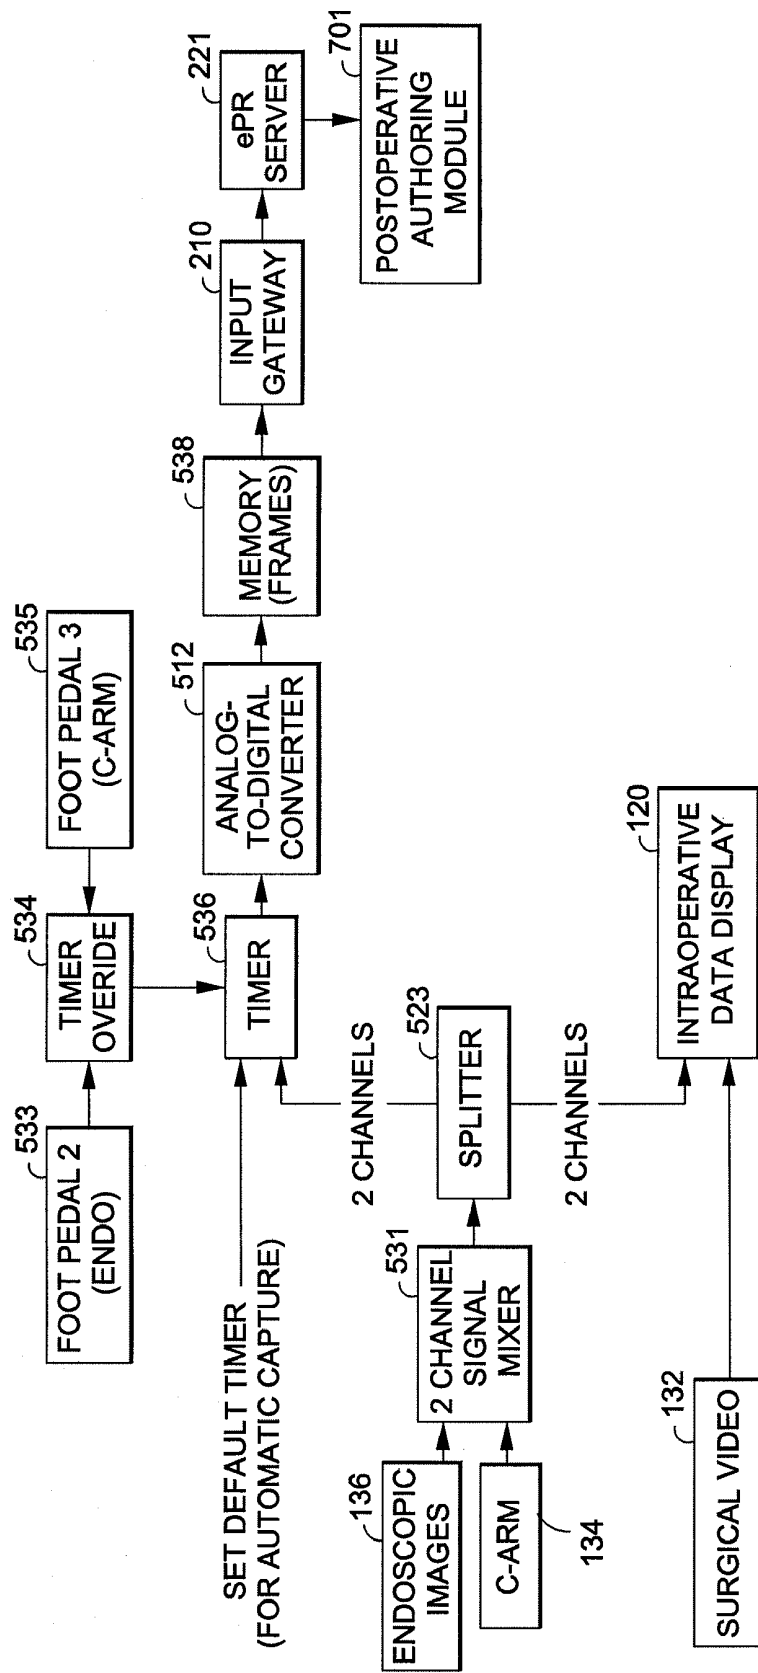 533
FOOT PEDAL 2
(ENDO)
534
TIMER
OVERIDE
535
FOOT PEDAL 3
(C-ARM)
SET DEFAULT TIMER
(FOR AUTOMATIC CAPTURE)
536
TIMER
512
ANALOG-
TO-DIGITAL
CONVERTER
538
MEMORY
(FRAMES)
210
INPUT
GATEWAY
221
ePR
SERVER
701
POSTOPERATIVE
AUTHORING
MODULE
2 CHANNELS
136
ENDOSCOPIC
IMAGES
C-ARM
134
531
2 CHANNEL
SIGNAL
MIXER
523
SPLITTER
2 CHANNELS
132
SURGICAL VIDEO
120
INTRAOPERATIVE
DATA DISPLAY